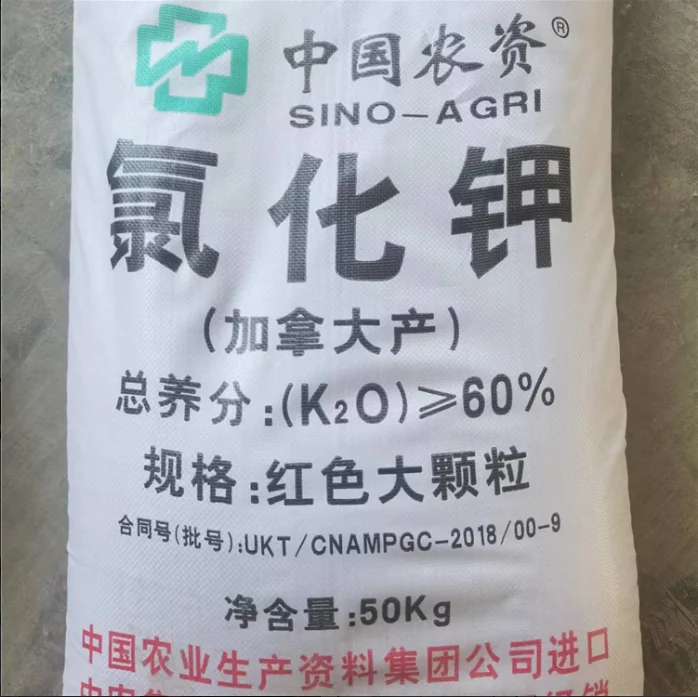 中国农资®
SINO-AGRI
氯化钾
(加拿大产)
总养分:(K₂O)≥60%
规格:红色大颗粒
合同号(批号):UKT/CNAMPGC-2018/00-9
净含量:50Kg
中国农业生产资料集团公司进口